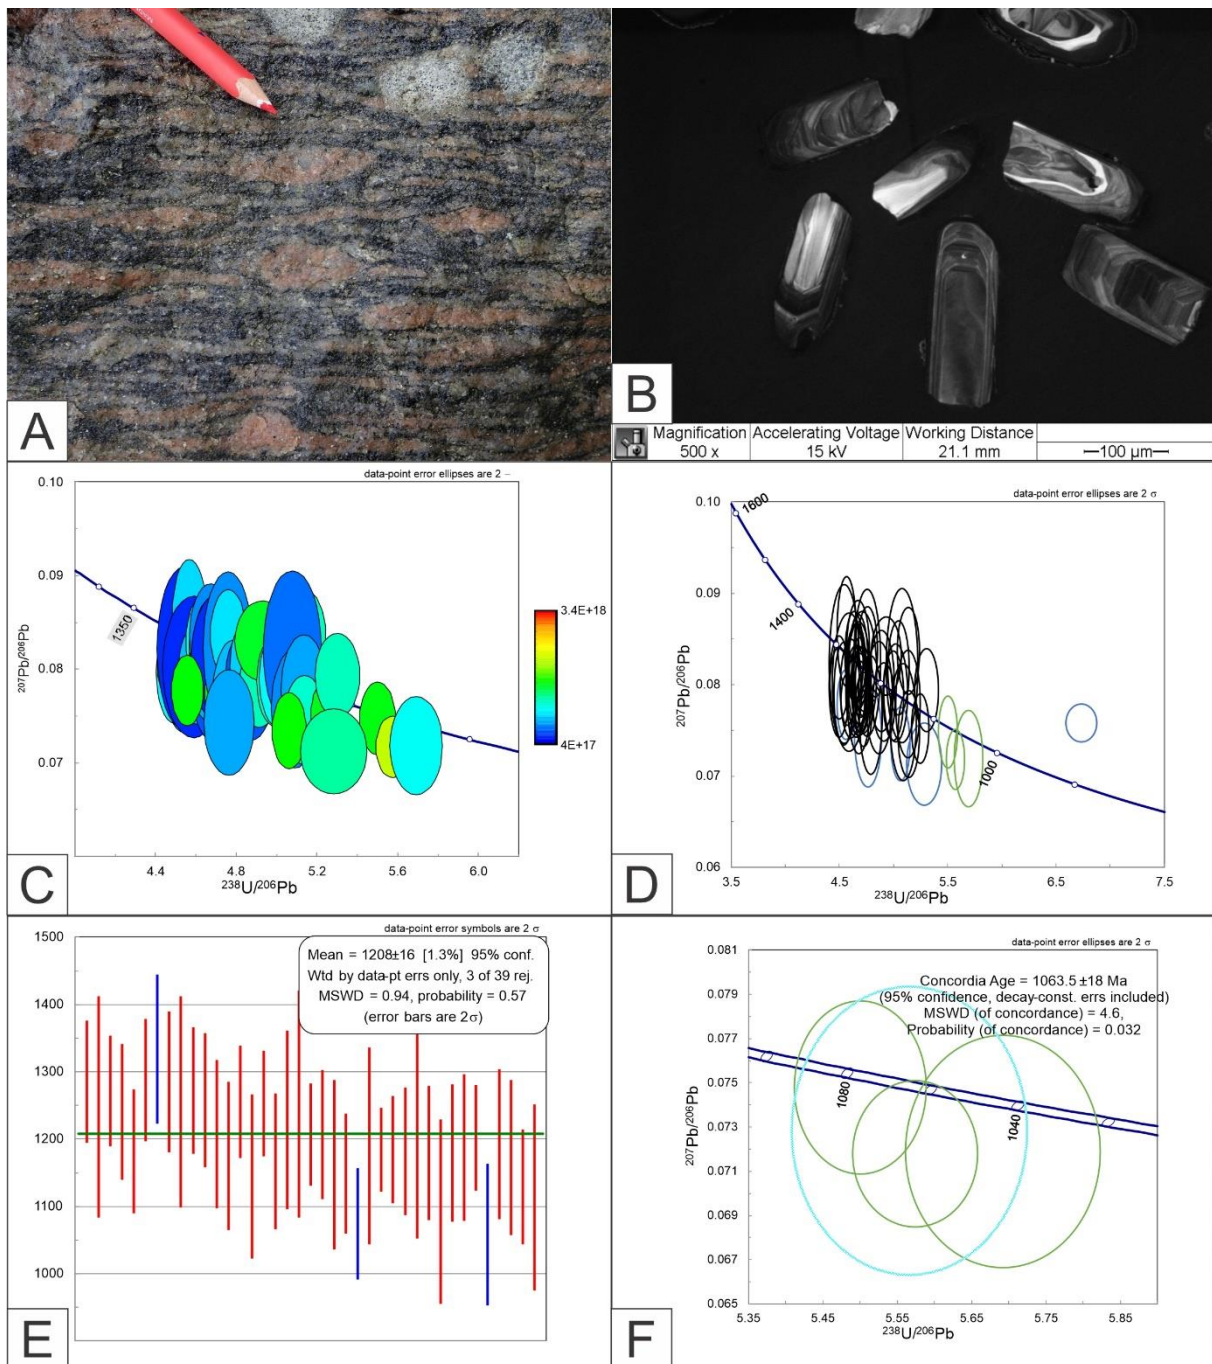 A
B
Magnification
Accelerating Voltage
Working Distance
500 x
15 kV
21.1 mm
100 µm
data-point error ellipses are 2
0.10
0.09
0.08
0.07
²⁰⁷Pb/²⁰⁶Pb
1350
3.4E+18
4E+17
4.4
4.8
5.2
5.6
6.0
²³⁸U/²⁰⁶Pb
C
data-point error ellipses are 2 σ
0.10
0.09
0.08
0.07
0.06
²⁰⁷Pb/²⁰⁶Pb
1600
1400
1000
3.5
4.5
5.5
6.5
7.5
²³⁸U/²⁰⁶Pb
D
data-point error symbols are 2 σ
Mean = 1208±16 [1.3%] 95% conf.
Wtd by data-pt errs only, 3 of 39 rej.
MSWD = 0.94, probability = 0.57
(error bars are 2σ)
1500
1400
1300
1200
1100
1000
E
data-point error ellipses are 2 σ
Concordia Age = 1063.5 ±18 Ma
(95% confidence, decay-const. errs included)
MSWD (of concordance) = 4.6,
Probability (of concordance) = 0.032
0.081
0.079
0.077
0.075
0.073
0.071
0.069
0.067
0.065
²⁰⁷Pb/²⁰⁶Pb
1080
1040
5.35
5.45
5.55
5.65
5.75
5.85
²³⁸U/²⁰⁶Pb
F